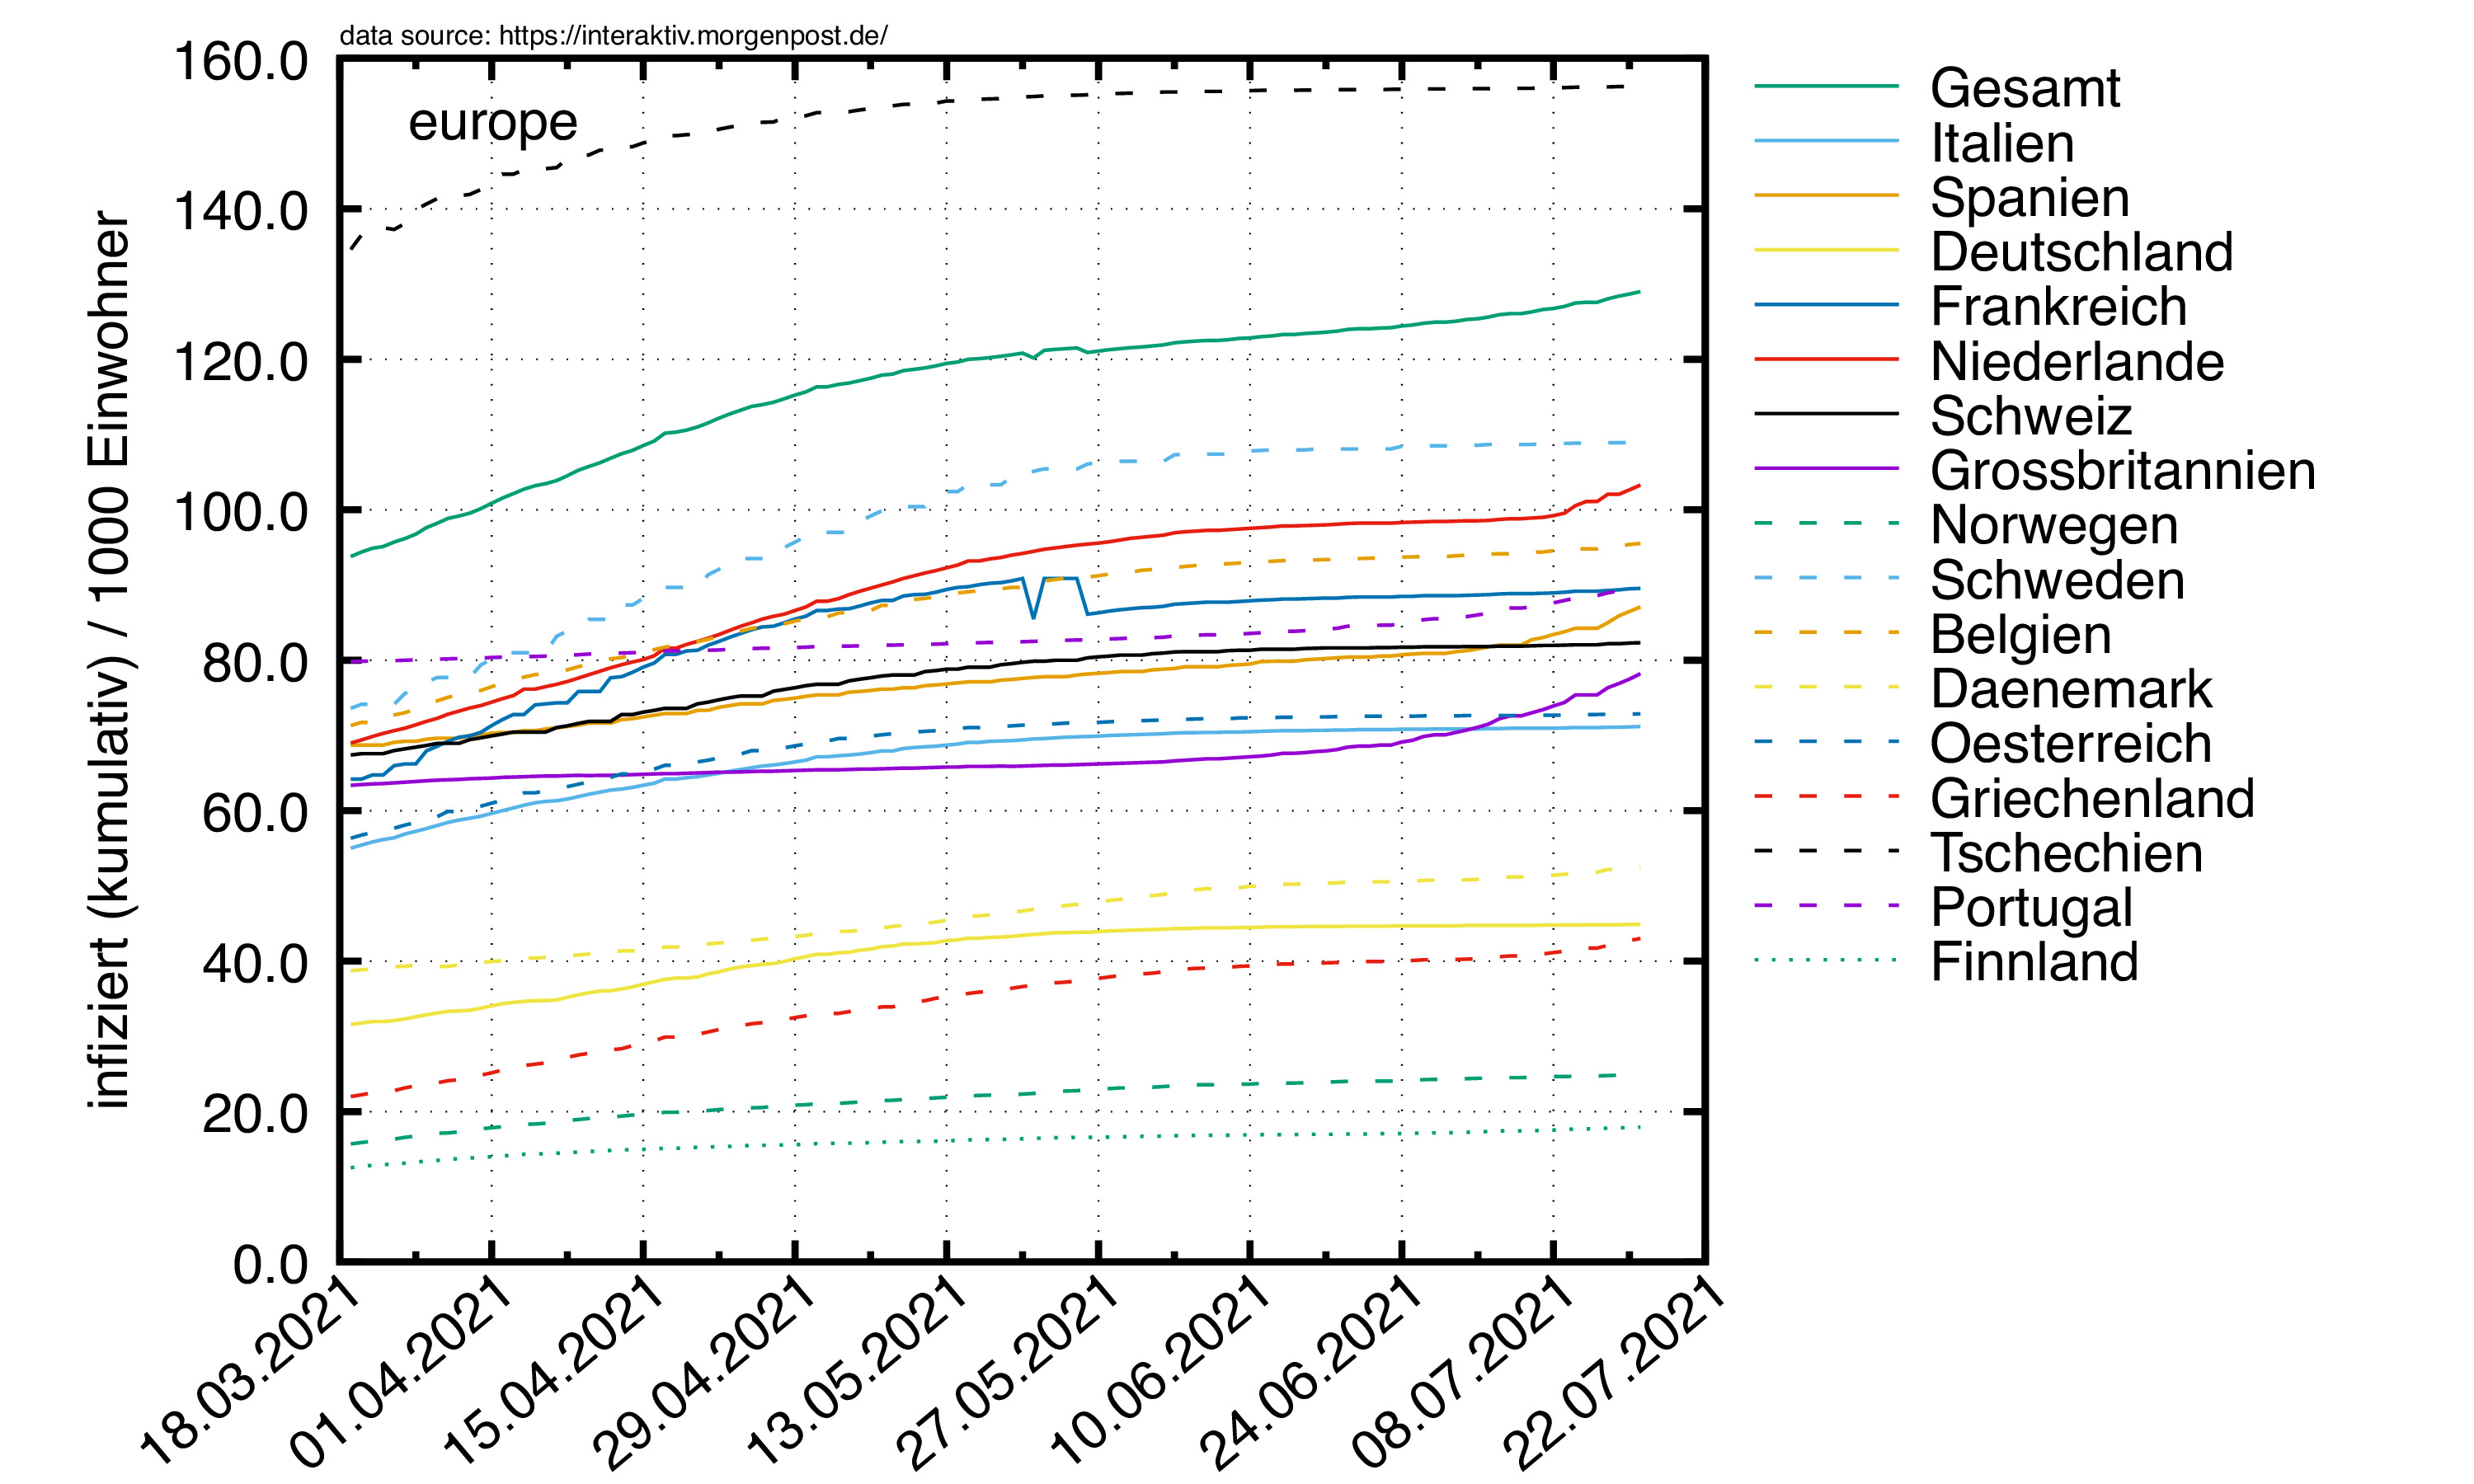 data source: https://interaktiv.morgenpost.de/
europe
infiziert (kumulativ) / 1000 Einwohner
160.0
140.0
120.0
100.0
80.0
60.0
40.0
20.0
0.0
18.03.2021
01.04.2021
15.04.2021
29.04.2021
13.05.2021
27.05.2021
10.06.2021
24.06.2021
08.07.2021
22.07.2021
Gesamt
Italien
Spanien
Deutschland
Frankreich
Niederlande
Schweiz
Grossbritannien
Norwegen
Schweden
Belgien
Daenemark
Oesterreich
Griechenland
Tschechien
Portugal
Finnland